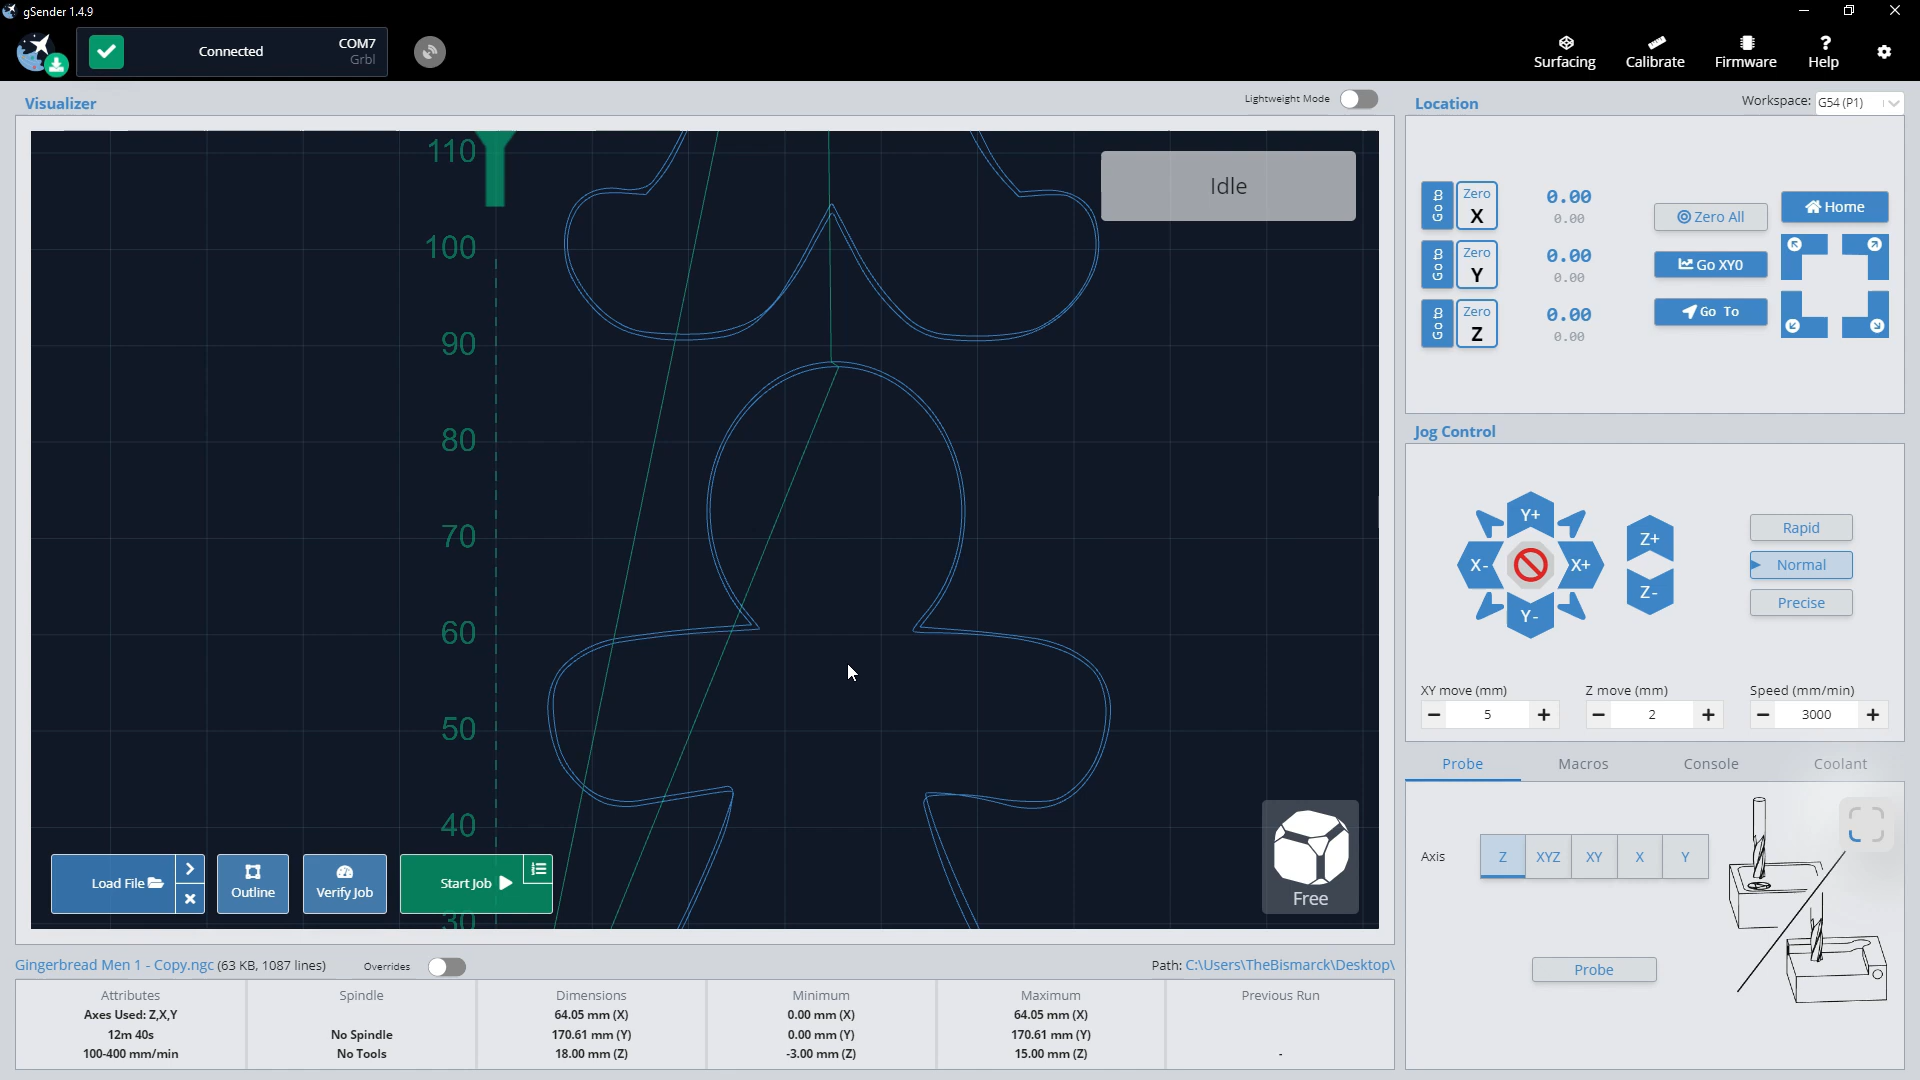 gSender 1.4.9
Connected
COM7
Grbl
Surfacing
Calibrate
Firmware
Help
Visualizer
Lightweight Mode
Location
Workspace:
G54 (P1)
110
100
90
80
70
60
50
40
30
Idle
Go0
Zero
X
0.00
0.00
Go0
Zero
Y
0.00
0.00
Go0
Zero
Z
0.00
0.00
Zero All
Go XY0
Go To
Home
Jog Control
Y+
X-
X+
Y-
Z+
Z-
Rapid
Normal
Precise
XY move (mm)
5
Z move (mm)
2
Speed (mm/min)
3000
Load File
Outline
Verify Job
Start Job
Free
Probe
Macros
Console
Coolant
Axis
Z
XYZ
XY
X
Y
Probe
Gingerbread Men 1 - Copy.ngc (63 KB, 1087 lines)
Overrides
Path: C:\Users\TheBismarck\Desktop\
Attributes
Axes Used: Z,X,Y
12m 40s
100-400 mm/min
Spindle
No Spindle
No Tools
Dimensions
64.05 mm (X)
170.61 mm (Y)
18.00 mm (Z)
Minimum
0.00 mm (X)
0.00 mm (Y)
-3.00 mm (Z)
Maximum
64.05 mm (X)
170.61 mm (Y)
15.00 mm (Z)
Previous Run
-